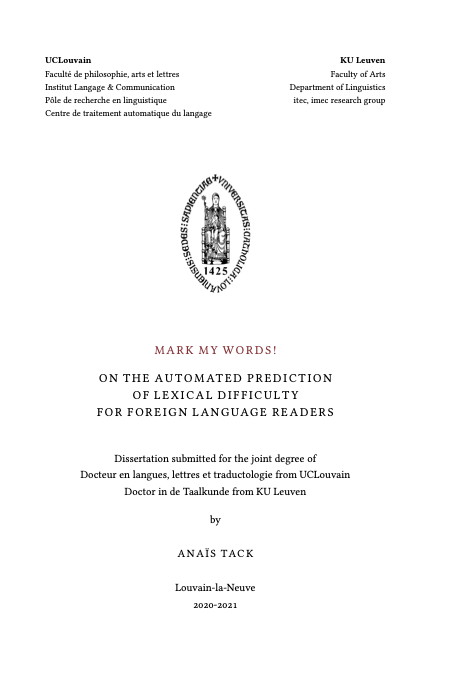 UCLouvain
Faculté de philosophie, arts et lettres
Institut Langage & Communication
Pôle de recherche en linguistique
Centre de traitement automatique du langage
KU Leuven
Faculty of Arts
Department of Linguistics
itec, imec research group
SEDES SAPIENTIAE UNIVERSITAS CATHOLICA LOVANIENSIS
1425
MARK MY WORDS!
ON THE AUTOMATED PREDICTION
OF LEXICAL DIFFICULTY
FOR FOREIGN LANGUAGE READERS
Dissertation submitted for the joint degree of
Docteur en langues, lettres et traductologie from UCLouvain
Doctor in de Taalkunde from KU Leuven
by
ANAÏS TACK
Louvain-la-Neuve
2020-2021